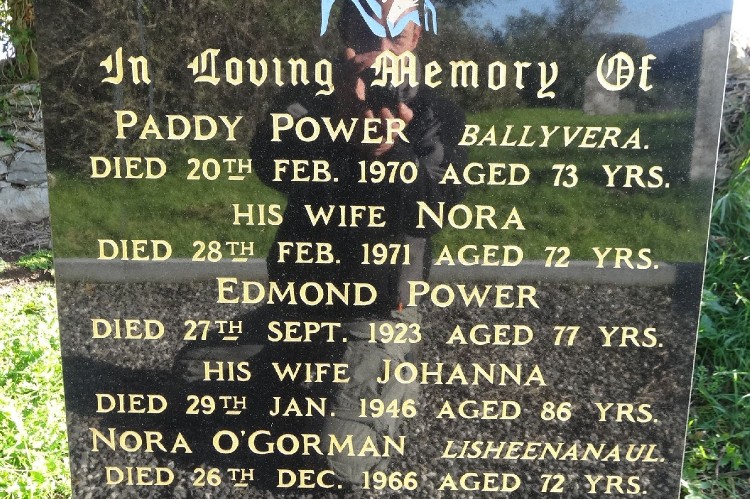 In Loving Memory Of
PADDY POWER BALLYVERA.
DIED 20TH FEB. 1970 AGED 73 YRS.
HIS WIFE NORA
DIED 28TH FEB. 1971 AGED 72 YRS.
EDMOND POWER
DIED 27TH SEPT. 1923 AGED 77 YRS.
HIS WIFE JOHANNA
DIED 29TH JAN. 1946 AGED 86 YRS.
NORA O'GORMAN LISHEENANAUL.
DIED 26TH DEC. 1966 AGED 72 YRS.